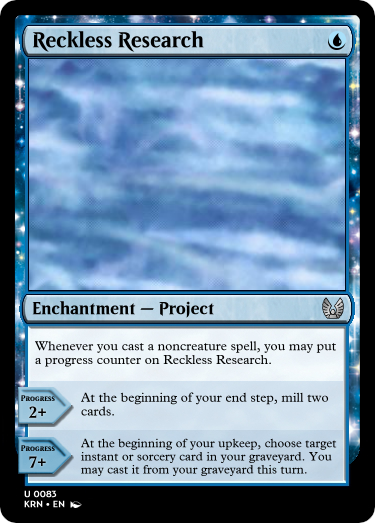 Reckless Research
Enchantment — Project
Whenever you cast a noncreature spell, you may put
a progress counter on Reckless Research.
PROGRESS
2+
At the beginning of your end step, mill two
cards.
PROGRESS
7+
At the beginning of your upkeep, choose target
instant or sorcery card in your graveyard. You
may cast it from your graveyard this turn.
U 0083
KRN • EN